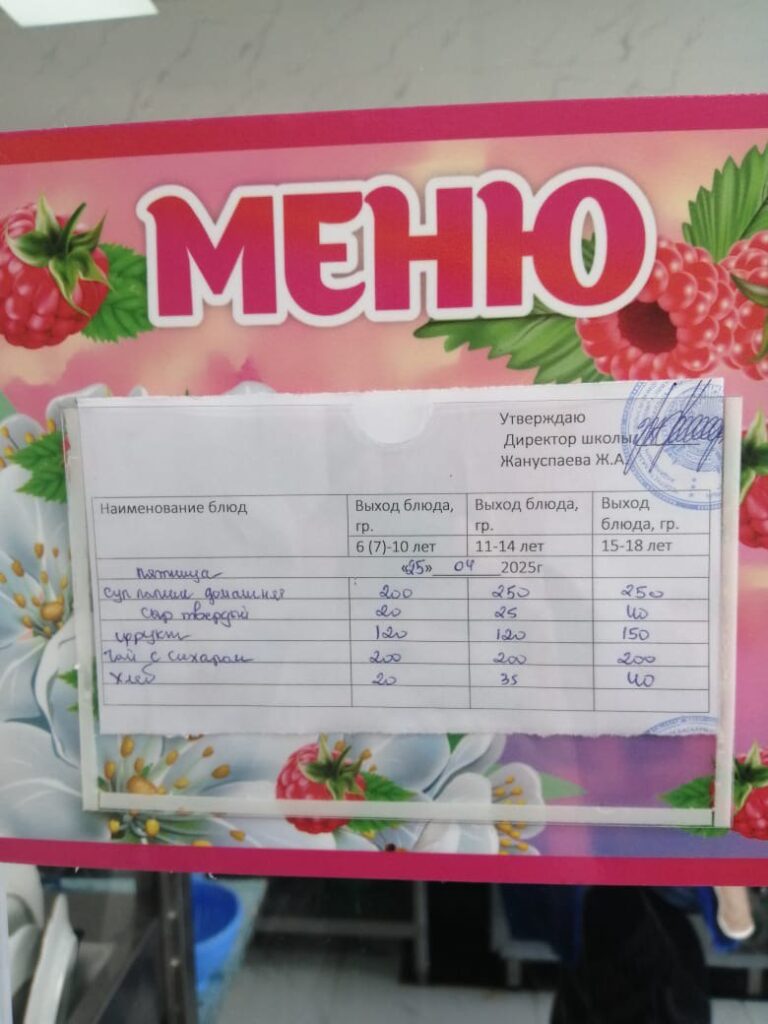 МЕНЮ
Утверждаю
Директор школы
Жануспаева Ж.А.
Наименование блюд Выход блюда, гр. Выход блюда, гр. Выход блюда, гр.
6 (7)-10 лет 11-14 лет 15-18 лет
пятница «25» 04 2025г
Суп лапша домашняя 200 250 250
Сыр твердый 20 25 40
фрукт 120 120 150
Чай с сахаром 200 200 200
Хлеб 20 35 40